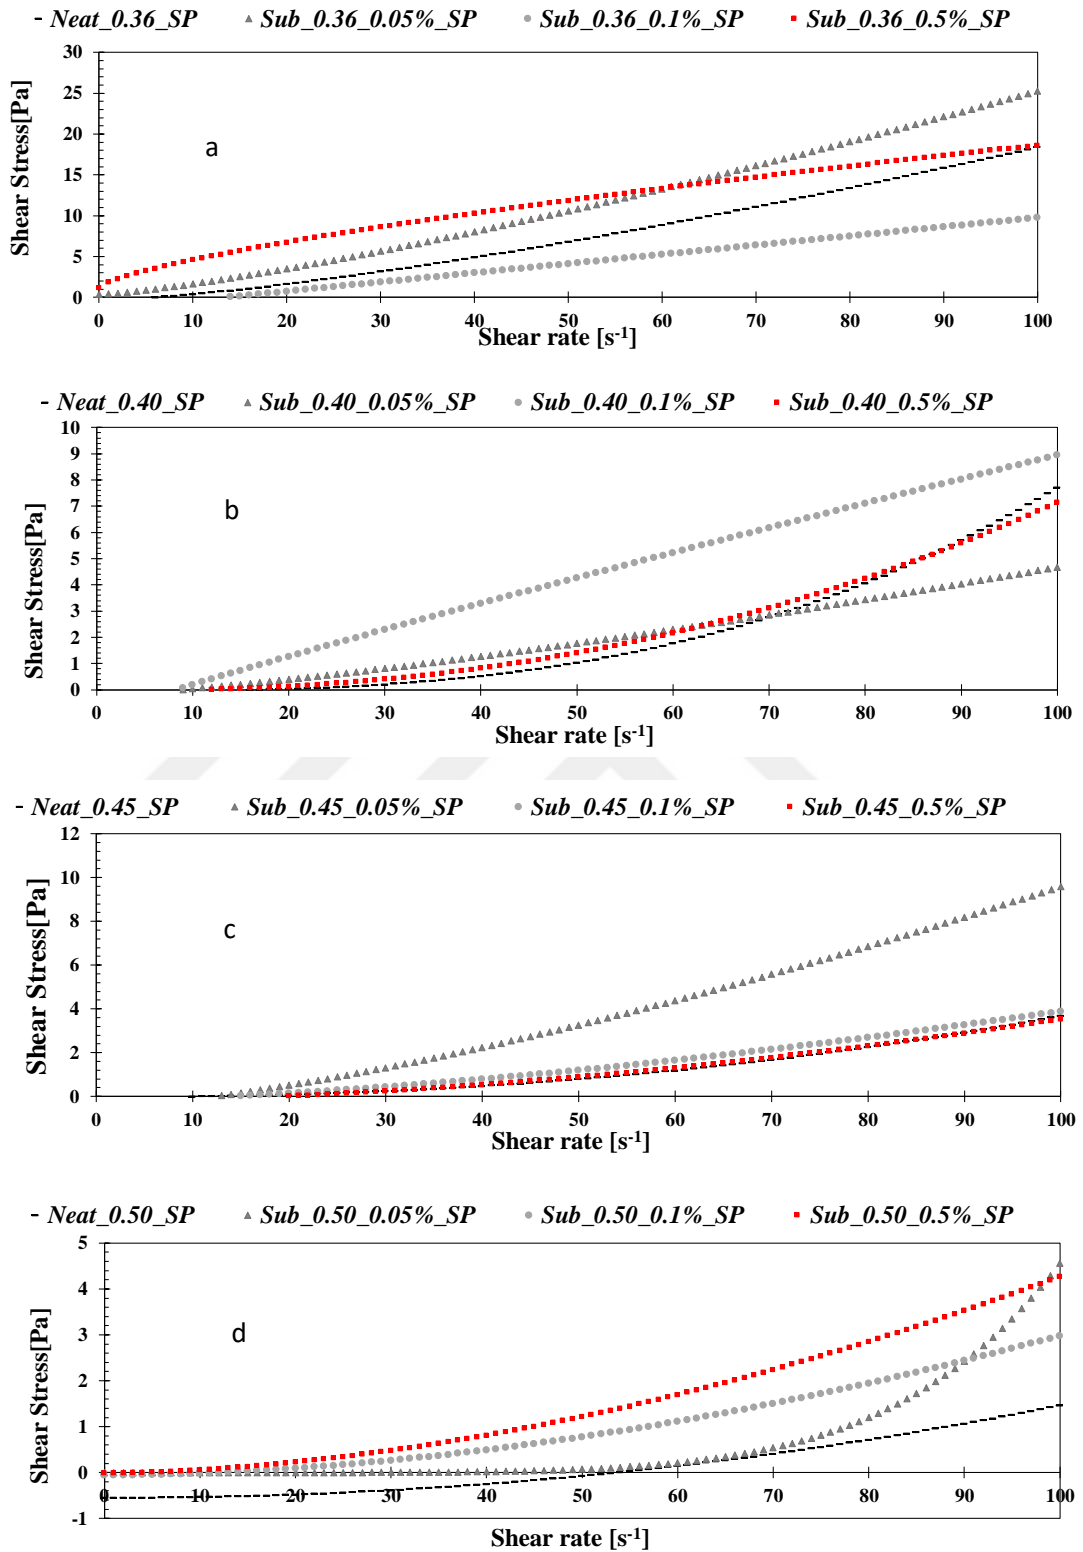 - Neat_0.36_SP Sub_0.36_0.05%_SP Sub_0.36_0.1%_SP Sub_0.36_0.5%_SP
30
25
20
15
10
5
0
Shear Stress[Pa]
a
0 10 20 30 40 50 60 70 80 90 100
Shear rate [s-1]
- Neat_0.40_SP Sub_0.40_0.05%_SP Sub_0.40_0.1%_SP Sub_0.40_0.5%_SP
10
9
8
7
6
5
4
3
2
1
0
Shear Stress[Pa]
b
0 10 20 30 40 50 60 70 80 90 100
Shear rate [s-1]
- Neat_0.45_SP Sub_0.45_0.05%_SP Sub_0.45_0.1%_SP Sub_0.45_0.5%_SP
12
10
8
6
4
2
0
Shear Stress[Pa]
c
0 10 20 30 40 50 60 70 80 90 100
Shear rate [s-1]
- Neat_0.50_SP Sub_0.50_0.05%_SP Sub_0.50_0.1%_SP Sub_0.50_0.5%_SP
5
4
3
2
1
0
-1
Shear Stress[Pa]
d
0 10 20 30 40 50 60 70 80 90 100
Shear rate [s-1]